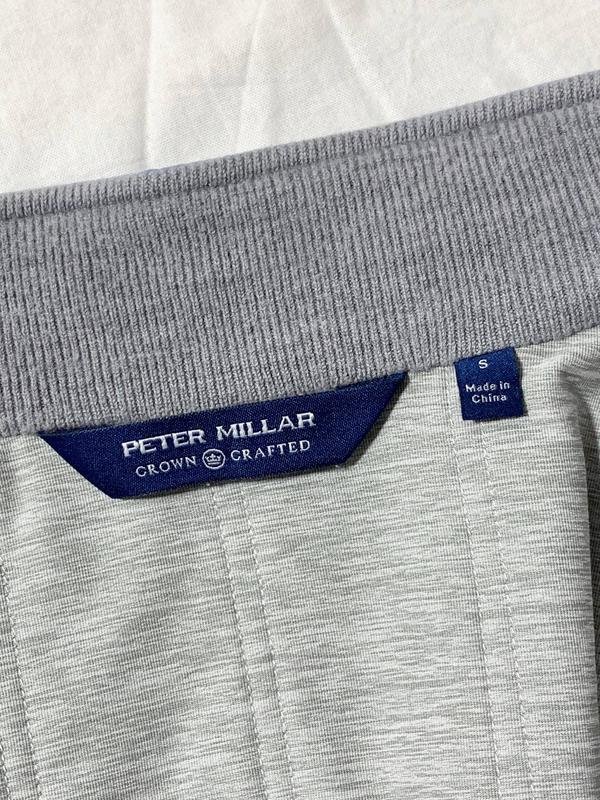 S
Made in
China
PETER MILLAR
CROWN CRAFTED